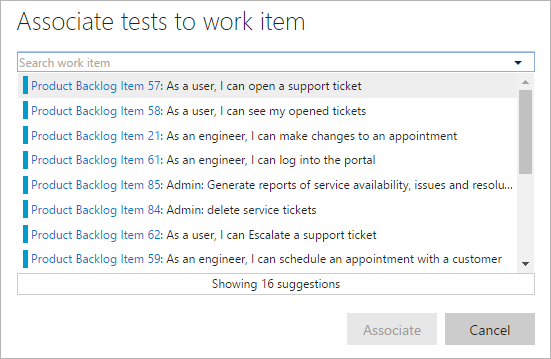 Associate tests to work item
Search work item
Product Backlog Item 57: As a user, I can open a support ticket
Product Backlog Item 58: As a user, I can see my opened tickets
Product Backlog Item 21: As an engineer, I can make changes to an appointment
Product Backlog Item 61: As an engineer, I can log into the portal
Product Backlog Item 85: Admin: Generate reports of service availability, issues and resolu...
Product Backlog Item 84: Admin: delete service tickets
Product Backlog Item 62: As a user, I can Escalate a support ticket
Product Backlog Item 59: As an engineer, I can schedule an appointment with a customer
Showing 16 suggestions
Associate
Cancel